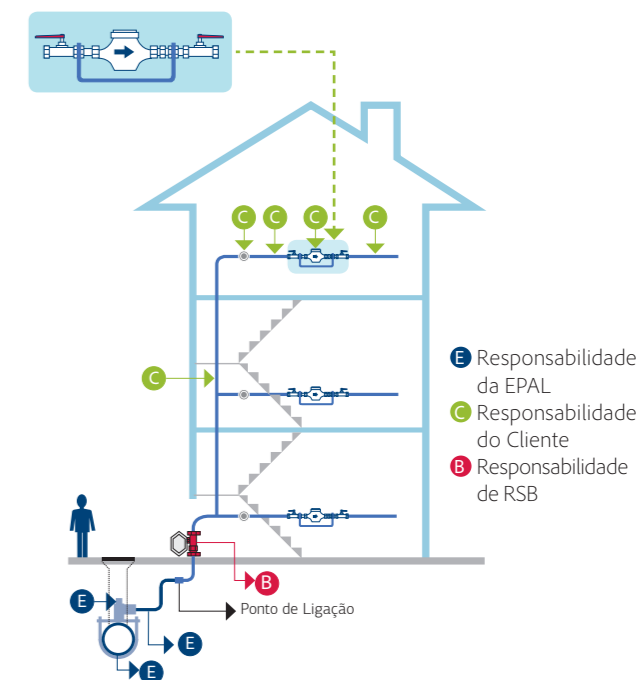 C C C C
C
E Responsabilidade
da EPAL
C Responsabilidade
do Cliente
B Responsabilidade
de RSB
B
E
Ponto de Ligação
E
E